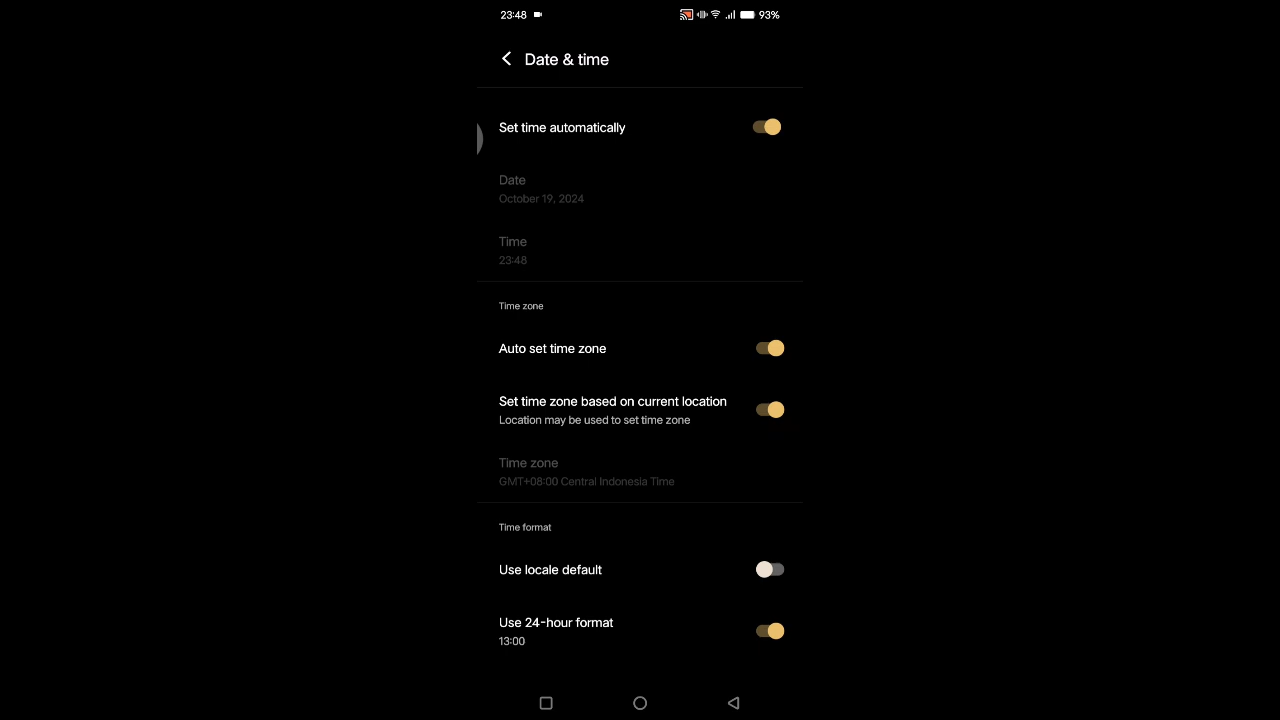 23:48 93%
Date & time
Set time automatically
Date
October 19, 2024
Time
23:48
Time zone
Auto set time zone
Set time zone based on current location
Location may be used to set time zone
Time zone
GMT+08:00 Central Indonesia Time
Time format
Use locale default
Use 24-hour format
13:00